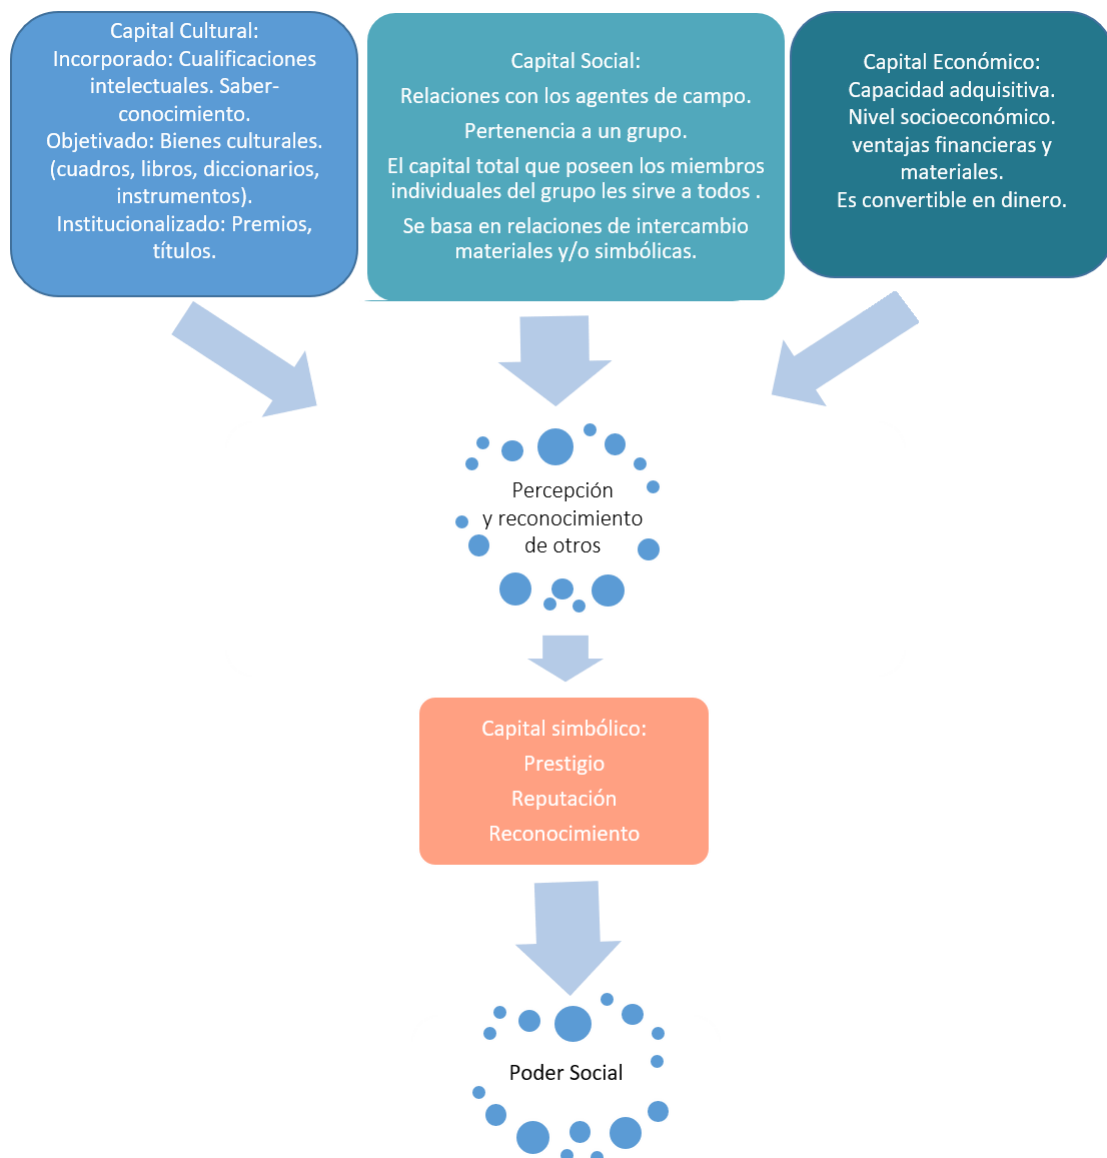 Capital Cultural:
Incorporado: Cualificaciones
intelectuales. Saber-
conocimiento.
Objetivado: Bienes culturales.
(cuadros, libros, diccionarios,
instrumentos).
Institucionalizado: Premios,
títulos.
Capital Social:
Relaciones con los agentes de campo.
Pertenencia a un grupo.
El capital total que poseen los miembros
individuales del grupo les sirve a todos .
Se basa en relaciones de intercambio
materiales y/o simbólicas.
Capital Económico:
Capacidad adquisitiva.
Nivel socioeconómico.
ventajas financieras y
materiales.
Es convertible en dinero.
Percepción
y reconocimiento
de otros
Capital simbólico:
Prestigio
Reputación
Reconocimiento
Poder Social